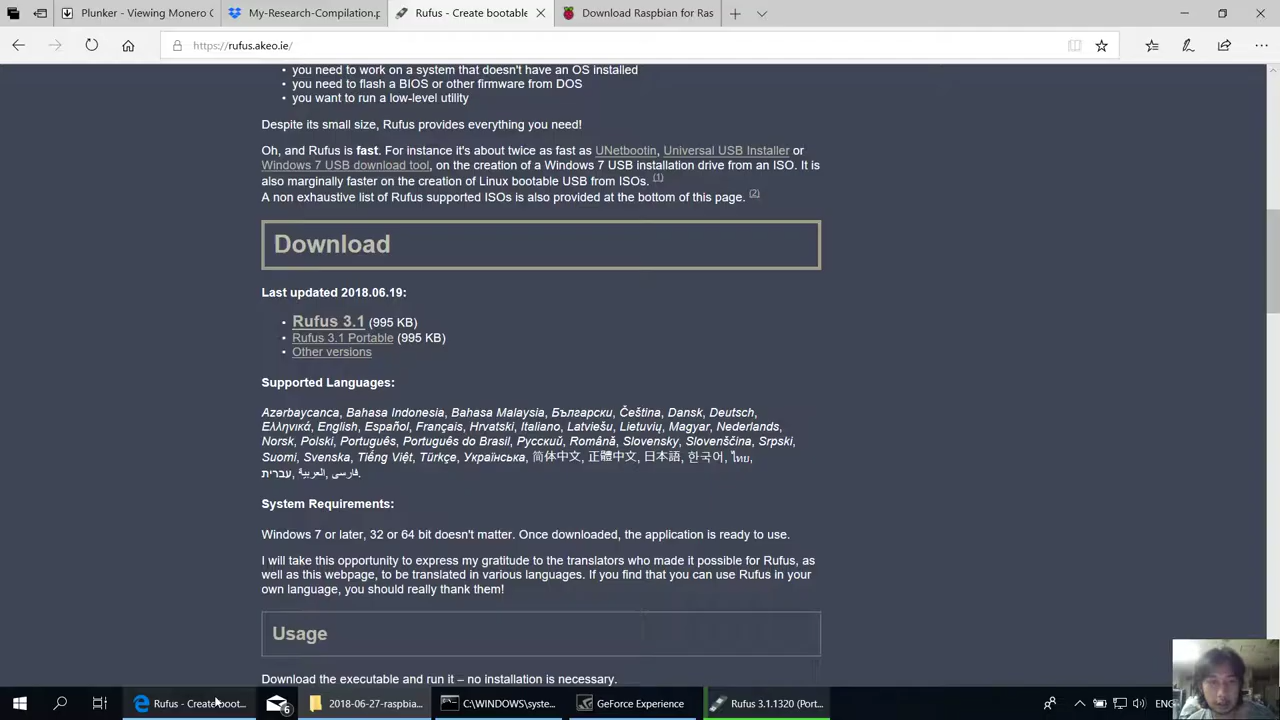 Plunker - Viewing Monero C
My-Research-Compilation.p
Rufus - Create bootable
Download Raspbian for Ras
https://rufus.akeo.ie/
you need to work on a system that doesn't have an OS installed
you need to flash a BIOS or other firmware from DOS
you want to run a low-level utility
Despite its small size, Rufus provides everything you need!
Oh, and Rufus is fast. For instance it's about twice as fast as UNetbootin, Universal USB Installer or
Windows 7 USB download tool, on the creation of a Windows 7 USB installation drive from an ISO. It is
also marginally faster on the creation of Linux bootable USB from ISOs. (1)
A non exhaustive list of Rufus supported ISOs is also provided at the bottom of this page. (2)
Download
Last updated 2018.06.19:
Rufus 3.1 (995 KB)
Rufus 3.1 Portable (995 KB)
Other versions
Supported Languages:
Azərbaycanca, Bahasa Indonesia, Bahasa Malaysia, Български, Čeština, Dansk, Deutsch,
Ελληνικά, English, Español, Français, Hrvatski, Italiano, Latviešu, Lietuvių, Magyar, Nederlands,
Norsk, Polski, Português, Português do Brasil, Русский, Română, Slovensky, Slovenščina, Srpski,
Suomi, Svenska, Tiếng Việt, Türkçe, Українська, 简体中文, 正體中文, 日本語, 한국어, ไทย,
עברית, العربية, فارسی.
System Requirements:
Windows 7 or later, 32 or 64 bit doesn't matter. Once downloaded, the application is ready to use.
I will take this opportunity to express my gratitude to the translators who made it possible for Rufus, as
well as this webpage, to be translated in various languages. If you find that you can use Rufus in your
own language, you should really thank them!
Usage
Download the executable and run it – no installation is necessary.
Rufus - Create boot...
6
2018-06-27-raspbia...
C:\WINDOWS\syste...
GeForce Experience
Rufus 3.1.1320 (Port...
ENG